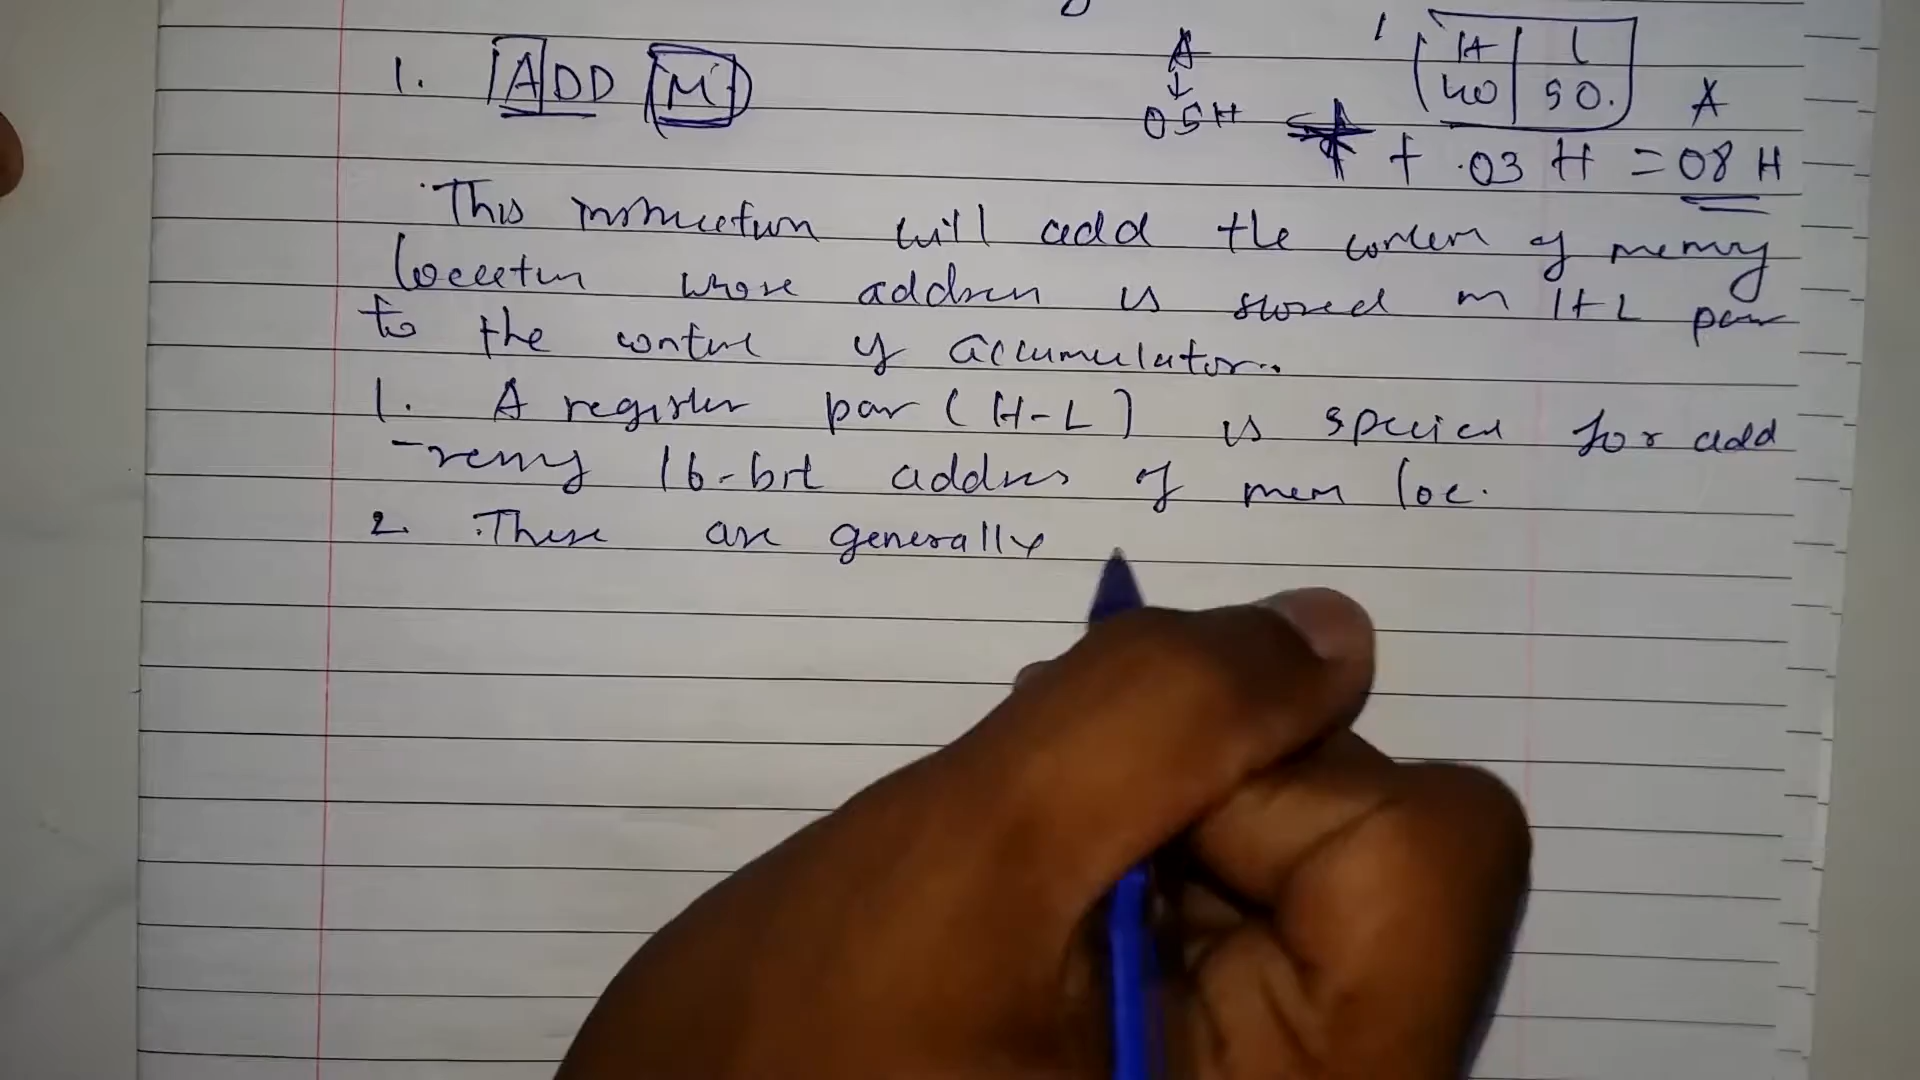 1. ADD M
A
05H
H L
40 50. A
+ .03 H = 08 H
This instruction will add the content of memory
location whose address is stored in HL pair
to the content of accumulator.
1. A register pair (H-L) is specied for add
-ressing 16-bit address of mem loc.
2. These are generally